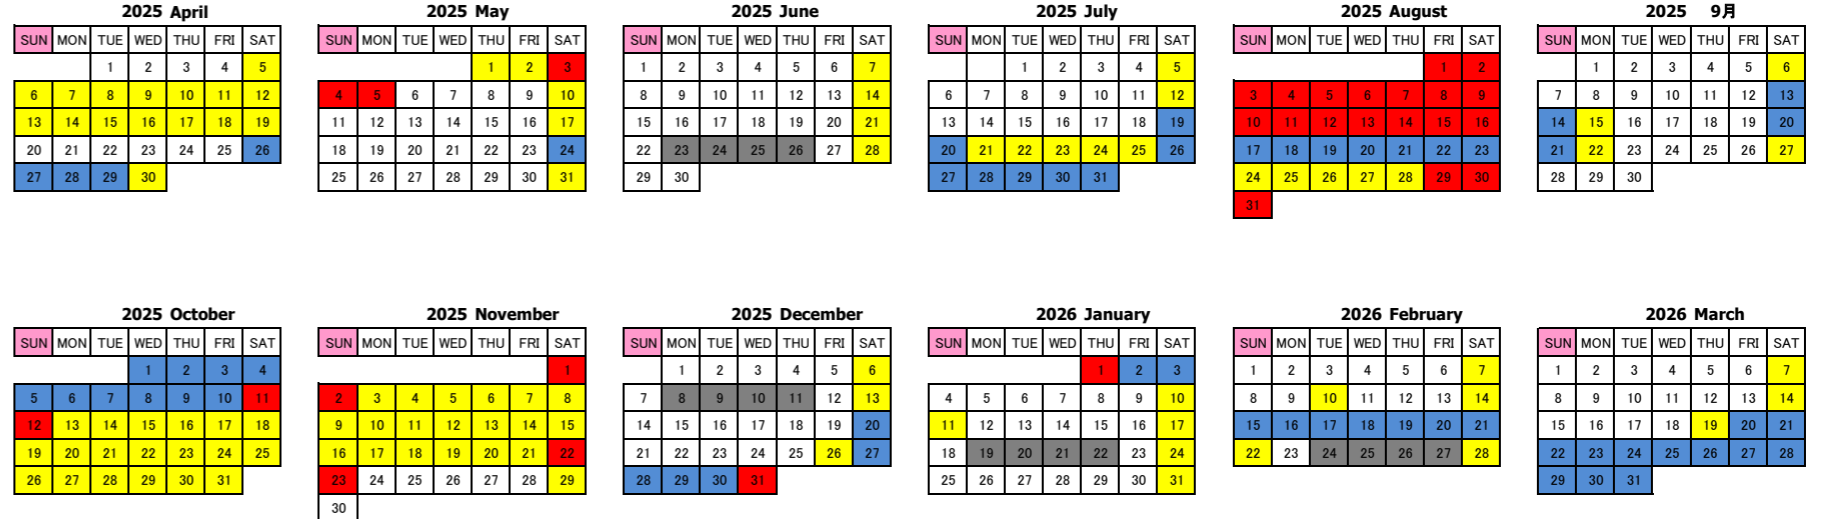 2025 April 2025 May 2025 June 2025 July 2025 August 2025 9月
SUN MON TUE WED THU FRI SAT SUN MON TUE WED THU FRI SAT SUN MON TUE WED THU FRI SAT SUN MON TUE WED THU FRI SAT SUN MON TUE WED THU FRI SAT SUN MON TUE WED THU FRI SAT
1 2 3 4 5 1 2 3 1 2 3 4 5 6 7 1 2 3 4 5 1 2 1 2 3 4 5 6
6 7 8 9 10 11 12 4 5 6 7 8 9 10 8 9 10 11 12 13 14 6 7 8 9 10 11 12 3 4 5 6 7 8 9 7 8 9 10 11 12 13
13 14 15 16 17 18 19 11 12 13 14 15 16 17 15 16 17 18 19 20 21 13 14 15 16 17 18 19 10 11 12 13 14 15 16 14 15 16 17 18 19 20
20 21 22 23 24 25 26 18 19 20 21 22 23 24 22 23 24 25 26 27 28 20 21 22 23 24 25 26 17 18 19 20 21 22 23 21 22 23 24 25 26 27
27 28 29 30 25 26 27 28 29 30 31 29 30 27 28 29 30 31 24 25 26 27 28 29 30 28 29 30
31
2025 October 2025 November 2025 December 2026 January 2026 February 2026 March
SUN MON TUE WED THU FRI SAT SUN MON TUE WED THU FRI SAT SUN MON TUE WED THU FRI SAT SUN MON TUE WED THU FRI SAT SUN MON TUE WED THU FRI SAT SUN MON TUE WED THU FRI SAT
1 2 3 4 1 1 2 3 4 5 6 1 2 3 1 2 3 4 5 6 7 1 2 3 4 5 6 7
5 6 7 8 9 10 11 2 3 4 5 6 7 8 7 8 9 10 11 12 13 4 5 6 7 8 9 10 8 9 10 11 12 13 14 8 9 10 11 12 13 14
12 13 14 15 16 17 18 9 10 11 12 13 14 15 14 15 16 17 18 19 20 11 12 13 14 15 16 17 15 16 17 18 19 20 21 15 16 17 18 19 20 21
19 20 21 22 23 24 25 16 17 18 19 20 21 22 21 22 23 24 25 26 27 18 19 20 21 22 23 24 22 23 24 25 26 27 28 22 23 24 25 26 27 28
26 27 28 29 30 31 23 24 25 26 27 28 29 28 29 30 31 25 26 27 28 29 30 31 29 30 31
30